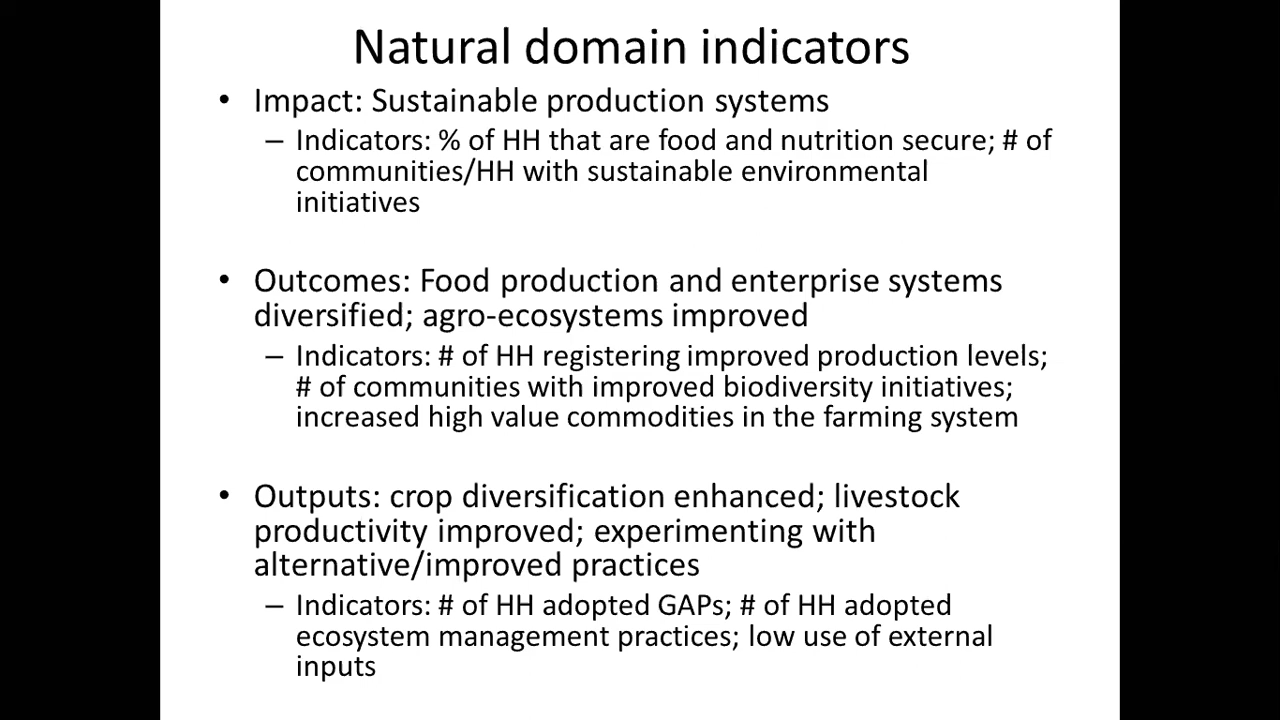 Natural domain indicators
• Impact: Sustainable production systems
– Indicators: % of HH that are food and nutrition secure; # of
communities/HH with sustainable environmental
initiatives
• Outcomes: Food production and enterprise systems
diversified; agro-ecosystems improved
– Indicators: # of HH registering improved production levels;
# of communities with improved biodiversity initiatives;
increased high value commodities in the farming system
• Outputs: crop diversification enhanced; livestock
productivity improved; experimenting with
alternative/improved practices
– Indicators: # of HH adopted GAPs; # of HH adopted
ecosystem management practices; low use of external
inputs